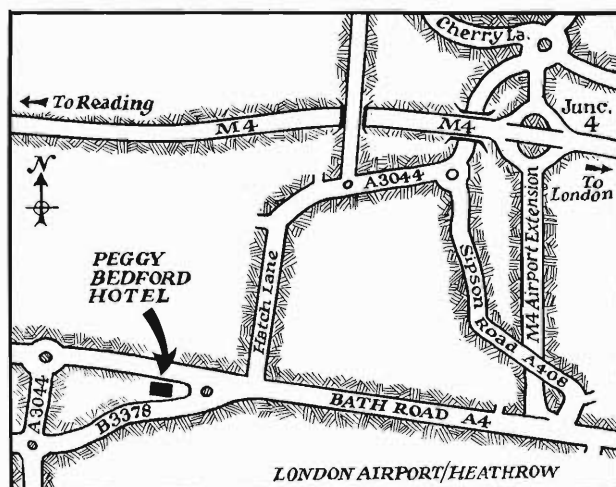 Cherry La.
To Reading
Junc.
4
M4
M4
To
London
N
A3044
M4 Airport Extension
PEGGY
BEDFORD
HOTEL
Hatch Lane
Sipson
Road A408
A3044
B3378
BATH ROAD A4
LONDON AIRPORT/HEATHROW